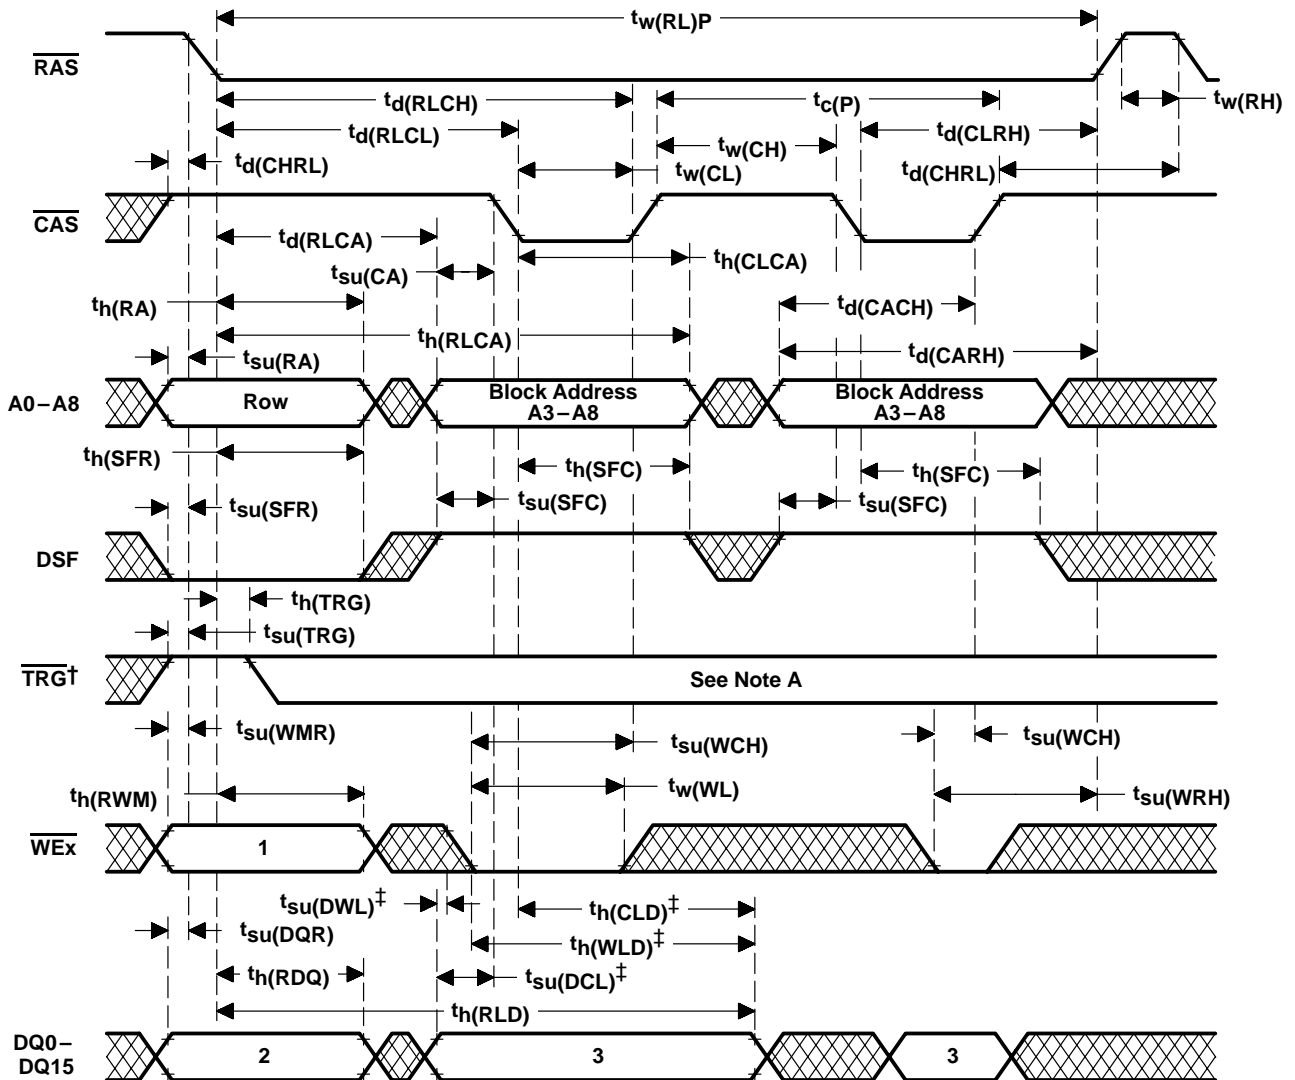 tw(RL)P
RAS
td(RLCH)
tc(P)
tw(RH)
td(RLCL)
td(CLRH)
tw(CH)
td(CHRL)
tw(CL)
td(CHRL)
CAS
td(RLCA)
th(CLCA)
tsu(CA)
th(RA)
td(CACH)
th(RLCA)
tsu(RA)
td(CARH)
A0–A8
Row
Block Address
A3–A8
Block Address
A3–A8
th(SFR)
th(SFC)
th(SFC)
tsu(SFR)
tsu(SFC)
tsu(SFC)
DSF
th(TRG)
tsu(TRG)
TRG†
See Note A
tsu(WMR)
tsu(WCH)
tsu(WCH)
th(RWM)
tw(WL)
tsu(WRH)
WEx
1
tsu(DWL)‡
th(CLD)‡
tsu(DQR)
th(WLD)‡
th(RDQ)
tsu(DCL)‡
th(RLD)
DQ0–
DQ15
2
3
3